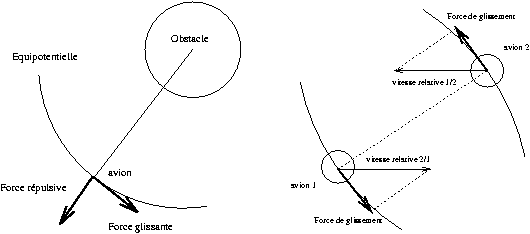 Obstacle
Equipotentielle
avion
Force répulsive
Force glissante
Force de glissement
avion 2
vitesse relative 1/2
vitesse relative 2/1
avion 1
Force de glissement